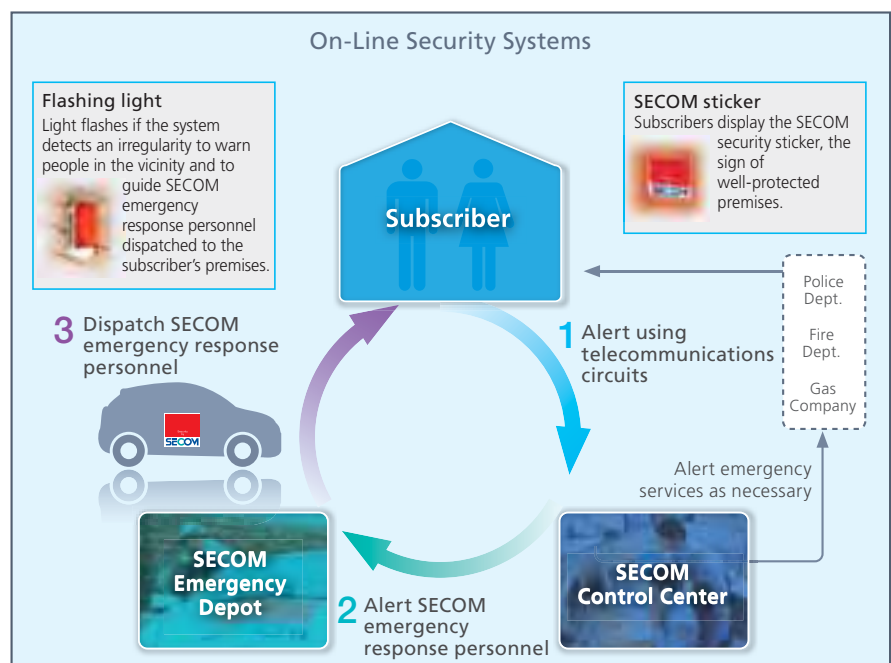 On-Line Security Systems
Flashing light
Light flashes if the system
detects an irregularity to warn
people in the vicinity and to
guide SECOM
emergency
response personnel
dispatched to the
subscriber's premises.
SECOM sticker
Subscribers display the SECOM
security sticker, the
sign of
well-protected
premises.
Subscriber
Police
Dept.
Fire
Dept.
Gas
Company
3 Dispatch SECOM
emergency response
personnel
1 Alert using
telecommunications
circuits
SECOM
Alert emergency
services as necessary
SECOM
Emergency
Depot
SECOM
Control Center
2 Alert SECOM
emergency
response personnel